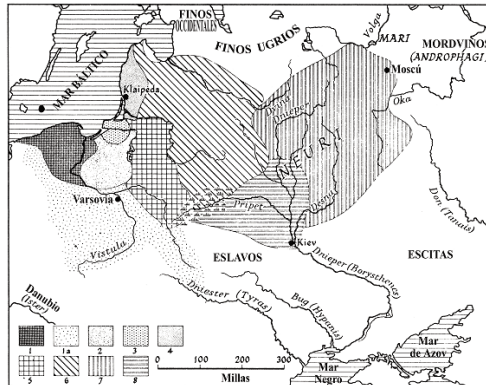 FINOS
OCCIDENTALES
FINOS UGRIOS
Volga
MARI
MORDVINOS
(ANDROPHAGI)
MAR BÁLTICO
Klaipėda
Moscú
Oka
Dvina
Dnieper
NEURI
Desna
Pripet
Varsovia
Vistula
Kiev
Don (Tanais)
ESLAVOS
ESCITAS
Dnieper (Borysthenes)
Danubio
(Ister)
Dniester (Tyras)
Bug (Hypanis)
Mar
de Azov
Mar
Negro
1 1a 2 3 4
5 6 7 8
0 100 200 300
Millas